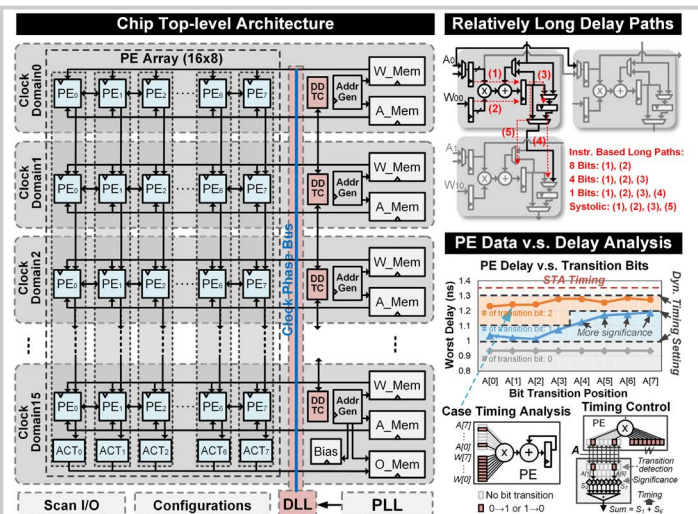 Chip Top-level Architecture
PE Array (16x8)
Clock
Domain0
PE0
PE1
PE2
PE6
PE7
DD
TC
Addr
Gen
W_Mem
A_Mem
Clock
Domain1
PE0
PE1
PE2
PE6
PE7
DD
TC
Addr
Gen
W_Mem
A_Mem
Clock
Domain2
PE0
PE1
PE2
PE6
PE7
DD
TC
Addr
Gen
W_Mem
A_Mem
Clock Phase Bus
Clock
Domain15
PE0
PE1
PE2
PE6
PE7
DD
TC
Addr
Gen
W_Mem
A_Mem
ACT0
ACT1
ACT2
ACT6
ACT7
Bias
O_Mem
Scan I/O
Configurations
DLL
PLL
Relatively Long Delay Paths
A0
W00
(1)
(2)
(3)
(4)
(5)
A1
W10
Instr. Based Long Paths:
8 Bits: (1), (2)
4 Bits: (1), (2), (3)
1 Bits: (1), (2), (3), (4)
Systolic: (1), (2), (3), (5)
PE Data v.s. Delay Analysis
PE Delay v.s. Transition Bits
STA Timing
Worst Delay (ns)
1.4
1.3
1.2
1.1
1
0.9
0.8
# of transition bit: 2
# of transition bit:
More significance
# of transition bit: 0
Dyn. Timing Setting
A[0] A[1] A[2] A[3] A[4] A[5] A[6] A[7]
Bit Transition Position
Case Timing Analysis
A[7]
A[0]
W[7]
W[0]
PE
No bit transition
0→1 or 1→0
Timing Control
PE
A
W
Transition
detection
Significance
Timing
Sum = S1 + S6